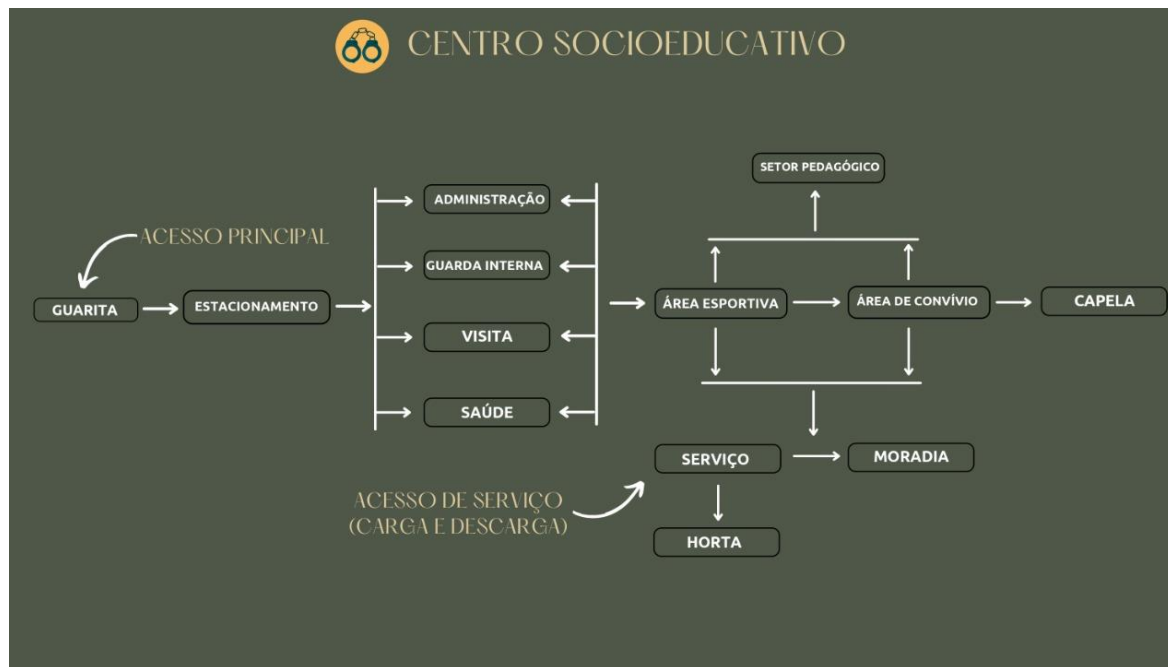 CENTRO SOCIOEDUCATIVO
SETOR PEDAGÓGICO
ADMINISTRAÇÃO
ACESSO PRINCIPAL
GUARDA INTERNA
GUARITA
ESTACIONAMENTO
ÁREA ESPORTIVA
ÁREA DE CONVÍVIO
CAPELA
VISITA
SAÚDE
SERVIÇO
MORADIA
ACESSO DE SERVIÇO
(CARGA E DESCARGA)
HORTA